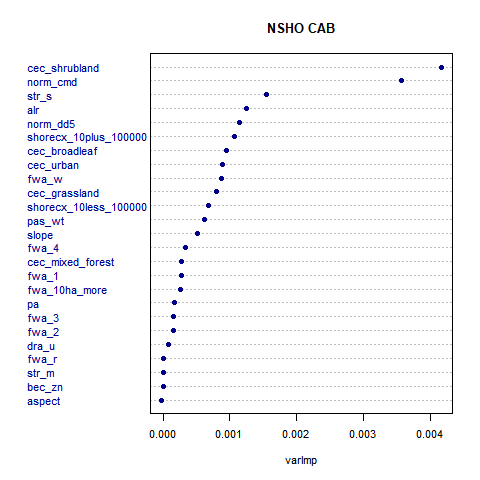 NSHO CAB
cec_shrubland
norm_cmd
str_s
alr
norm_dd5
shorecx_10plus_100000
cec_broadleaf
cec_urban
fwa_w
cec_grassland
shorecx_10less_100000
pas_wt
slope
fwa_4
cec_mixed_forest
fwa_1
fwa_10ha_more
pa
fwa_3
fwa_2
dra_u
fwa_r
str_m
bec_zn
aspect
0.000 0.001 0.002 0.003 0.004
varImp